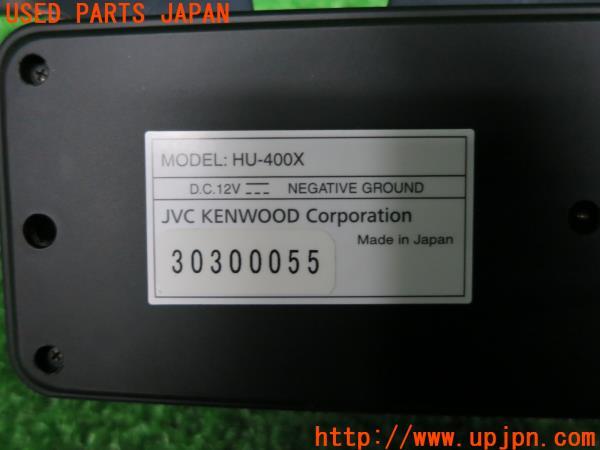 USED PARTS JAPAN
MODEL: HU-400X
D.C.12V NEGATIVE GROUND
JVC KENWOOD Corporation
Made in Japan
30300055
http://www.upjpn.com